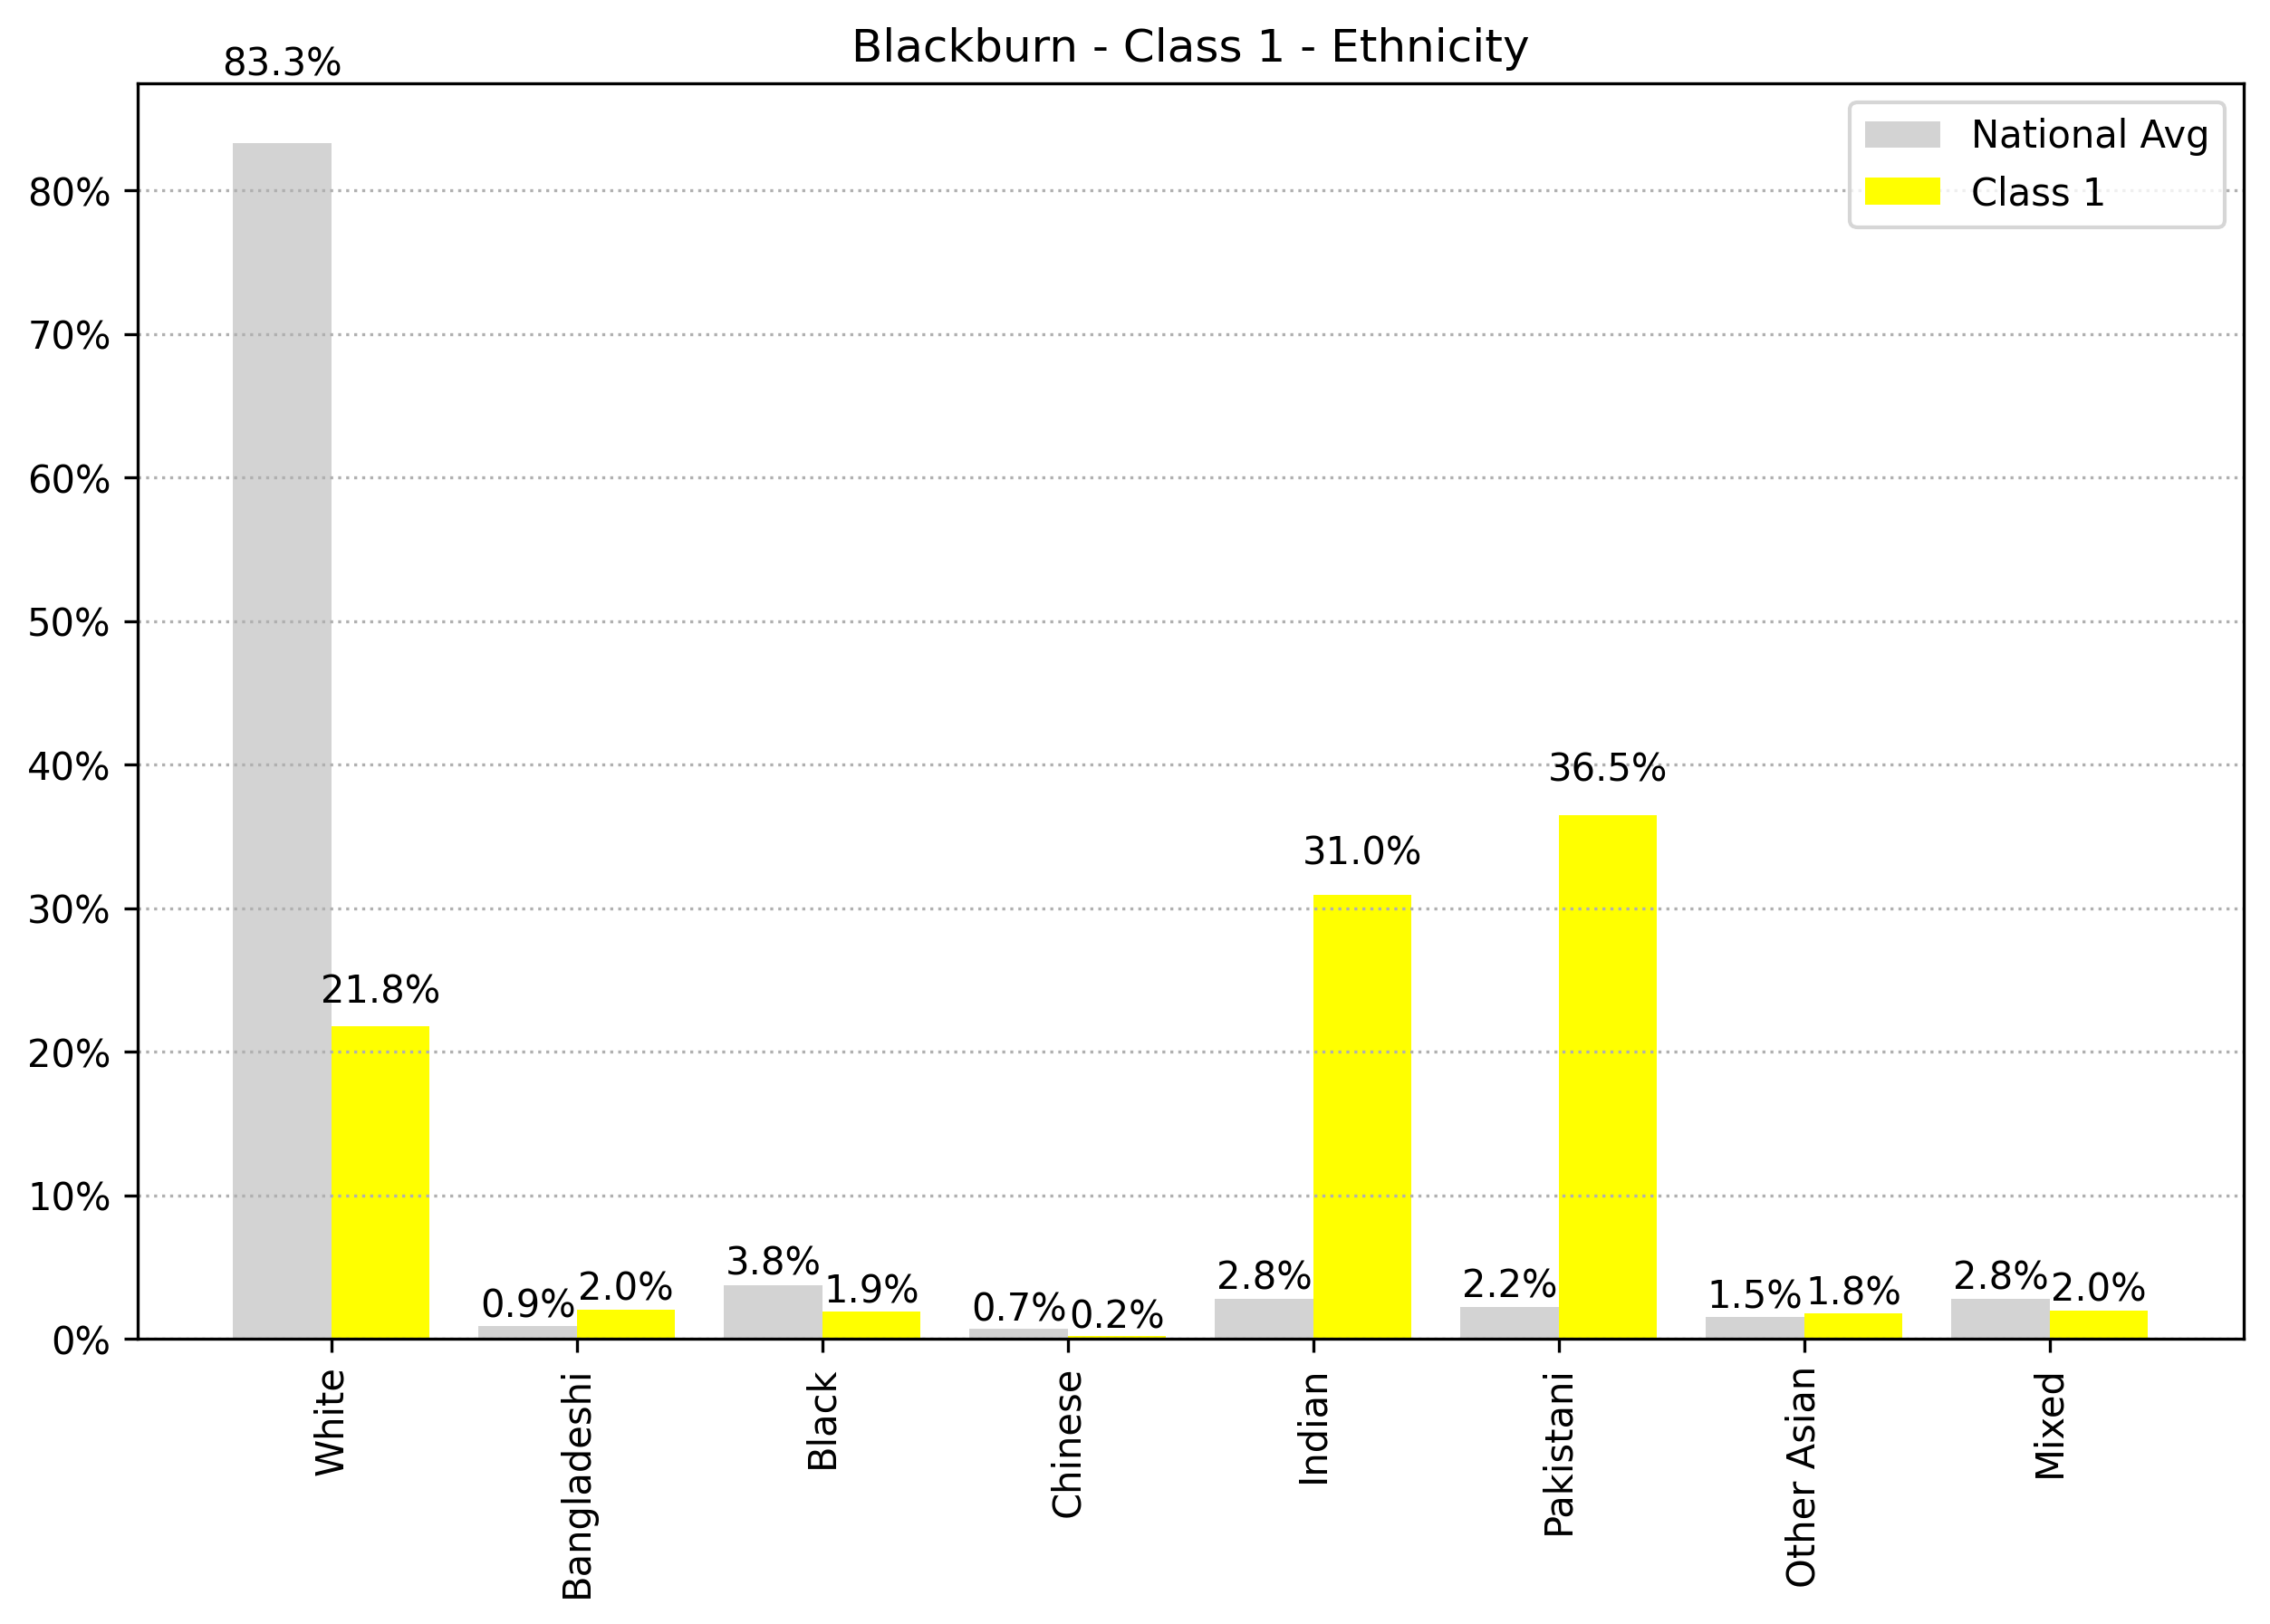 Blackburn - Class 1 - Ethnicity
83.3%
National Avg
Class 1
80%
70%
60%
50%
40%
30%
20%
10%
0%
21.8%
0.9%
2.0%
3.8%
1.9%
0.7%
0.2%
2.8%
31.0%
2.2%
36.5%
1.5%
1.8%
2.8%
2.0%
White
Bangladeshi
Black
Chinese
Indian
Pakistani
Other Asian
Mixed